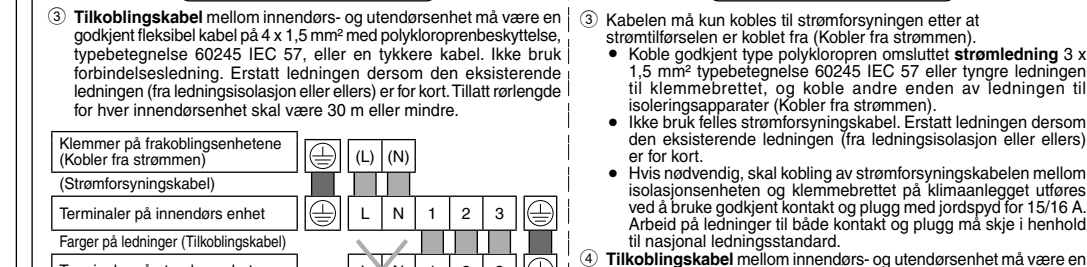 ③ Tilkoblingskabel mellom innendørs- og utendørsenhet må være en
godkjent fleksibel kabel på 4 x 1,5 mm² med polykloroprenbeskyttelse,
typebetegnelse 60245 IEC 57, eller en tykkere kabel. Ikke bruk
forbindelsesledning. Erstatt ledningen dersom den eksisterende
ledningen (fra ledningsisolasjon eller ellers) er for kort. Tillatt rørlengde
for hver innendørsenhet skal være 30 m eller mindre.
Klemmer på frakoblingsenhetene
(Kobler fra strømmen)
(L) (N)
(Strømforsyningskabel)
Terminaler på innendørs enhet
L N 1 2 3
Farger på ledninger (Tilkoblingskabel)
③ Kabelen må kun kobles til strømforsyningen etter at
strømtilførselen er koblet fra (Kobler fra strømmen).
• Koble godkjent type polykloropren omsluttet strømledning 3 x
1,5 mm² typebetegnelse 60245 IEC 57 eller tyngre ledningen
til klemmebrettet, og koble andre enden av ledningen til
isoleringsapparater (Kobler fra strømmen).
• Ikke bruk felles strømforsyningskabel. Erstatt ledningen dersom
den eksisterende ledningen (fra ledningsisolasjon eller ellers)
er for kort.
• Hvis nødvendig, skal kobling av strømforsyningskabelen mellom
isolasjonsenheten og klemmebrettet på klimaanlegget utføres
ved å bruke godkjent kontakt og plugg med jordspyd for 15/16 A.
Arbeid på ledninger til både kontakt og plugg må skje i henhold
til nasjonal ledningsstandard.
④ Tilkoblingskabel mellom innendørs- og utendørsenhet må være en